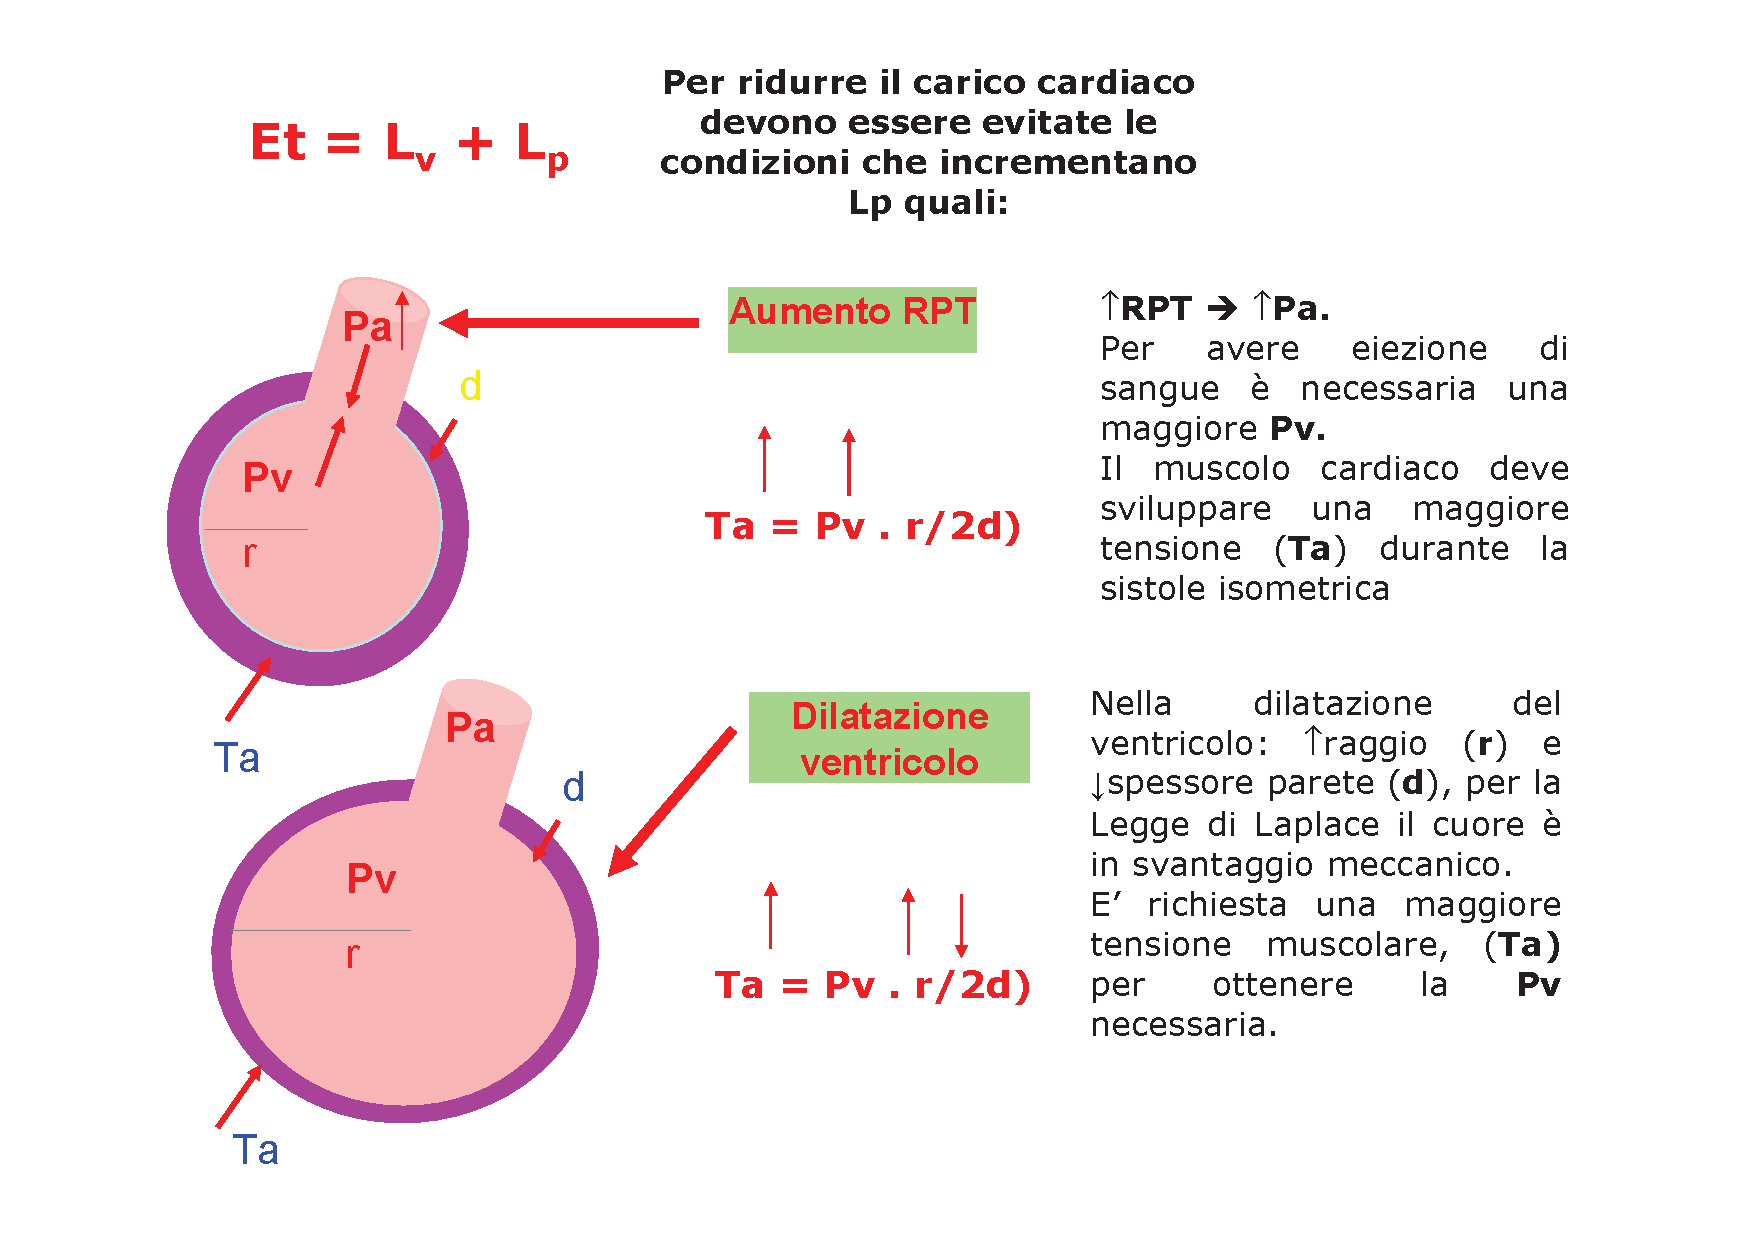 Et = Lv + Lp
Per ridurre il carico cardiaco
devono essere evitate le
condizioni che incrementano
Lp quali:
Pa
d
Pv
r
Ta
Aumento RPT
Ta = Pv . r/2d)
↑RPT ➔ ↑Pa.
Per avere eiezione di
sangue è necessaria una
maggiore Pv.
Il muscolo cardiaco deve
sviluppare una maggiore
tensione (Ta) durante la
sistole isometrica
Pa
d
Pv
r
Ta
Dilatazione
ventricolo
Ta = Pv . r/2d)
Nella dilatazione del
ventricolo: ↑raggio (r) e
↓spessore parete (d), per la
Legge di Laplace il cuore è
in svantaggio meccanico.
E’ richiesta una maggiore
tensione muscolare, (Ta)
per ottenere la Pv
necessaria.